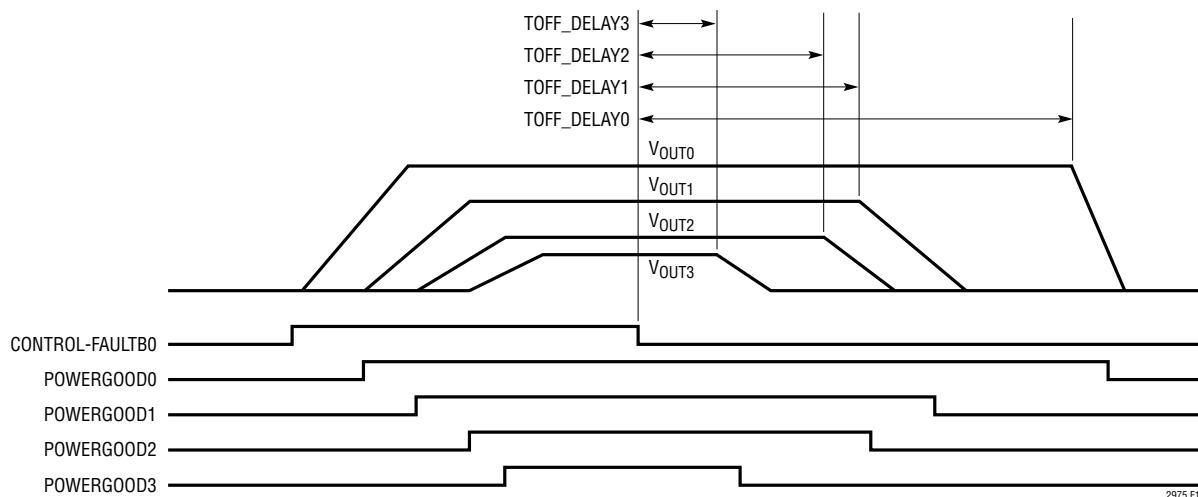 TOFF_DELAY3
TOFF_DELAY2
TOFF_DELAY1
TOFF_DELAY0
VOUT0
VOUT1
VOUT2
VOUT3
CONTROL-FAULTB0
POWERGOOD0
POWERGOOD1
POWERGOOD2
POWERGOOD3